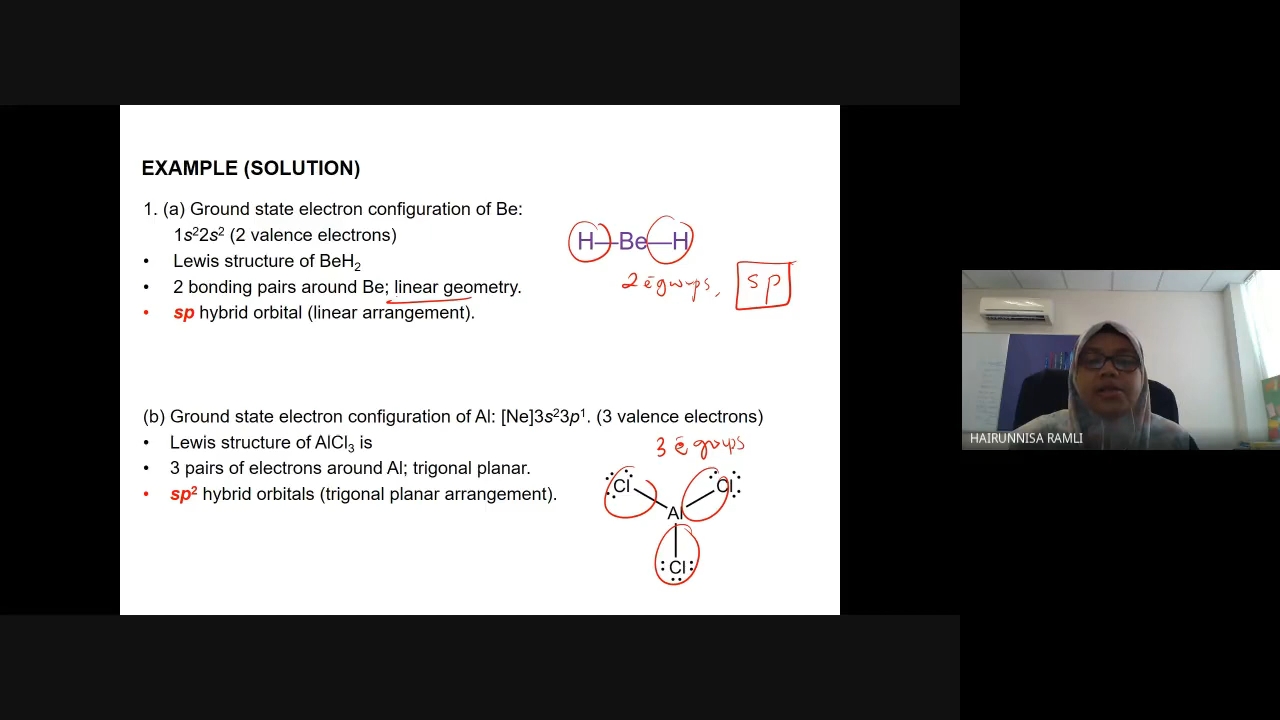 EXAMPLE (SOLUTION)
1. (a) Ground state electron configuration of Be:
1s²2s² (2 valence electrons)
• Lewis structure of BeH₂
• 2 bonding pairs around Be; linear geometry.
• sp hybrid orbital (linear arrangement).
H—Be—H
2 ē groups, sp
(b) Ground state electron configuration of Al: [Ne]3s²3p¹. (3 valence electrons)
• Lewis structure of AlCl₃ is
• 3 pairs of electrons around Al; trigonal planar.
• sp² hybrid orbitals (trigonal planar arrangement).
3 ē groups
Cl Cl
Al
Cl
HAIRUNNISA RAMLI